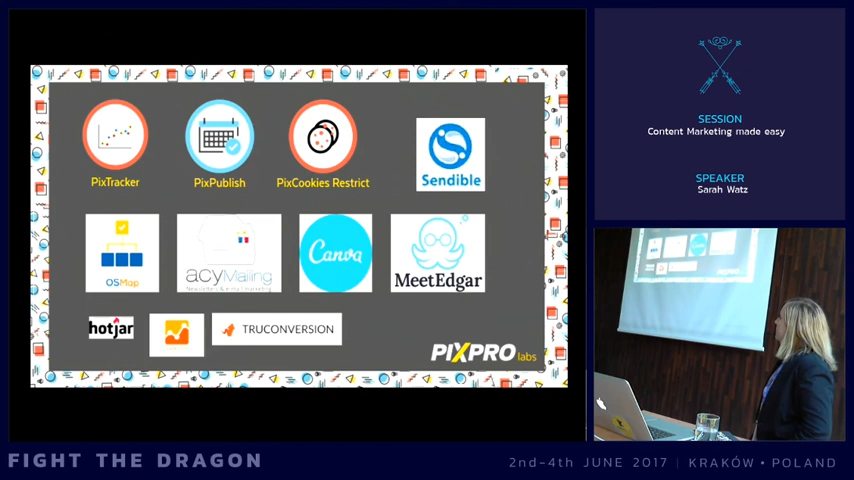 PixTracker
PixPublish
PixCookies Restrict
Sendible
OSMap
acyMailing
Canva
MeetEdgar
hotjar
TRUCONVERSION
PIXPRO labs
SESSION
Content Marketing made easy
SPEAKER
Sarah Watz
PIXPRO
FIGHT THE DRAGON
2nd-4th JUNE 2017 | KRAKÓW • POLAND